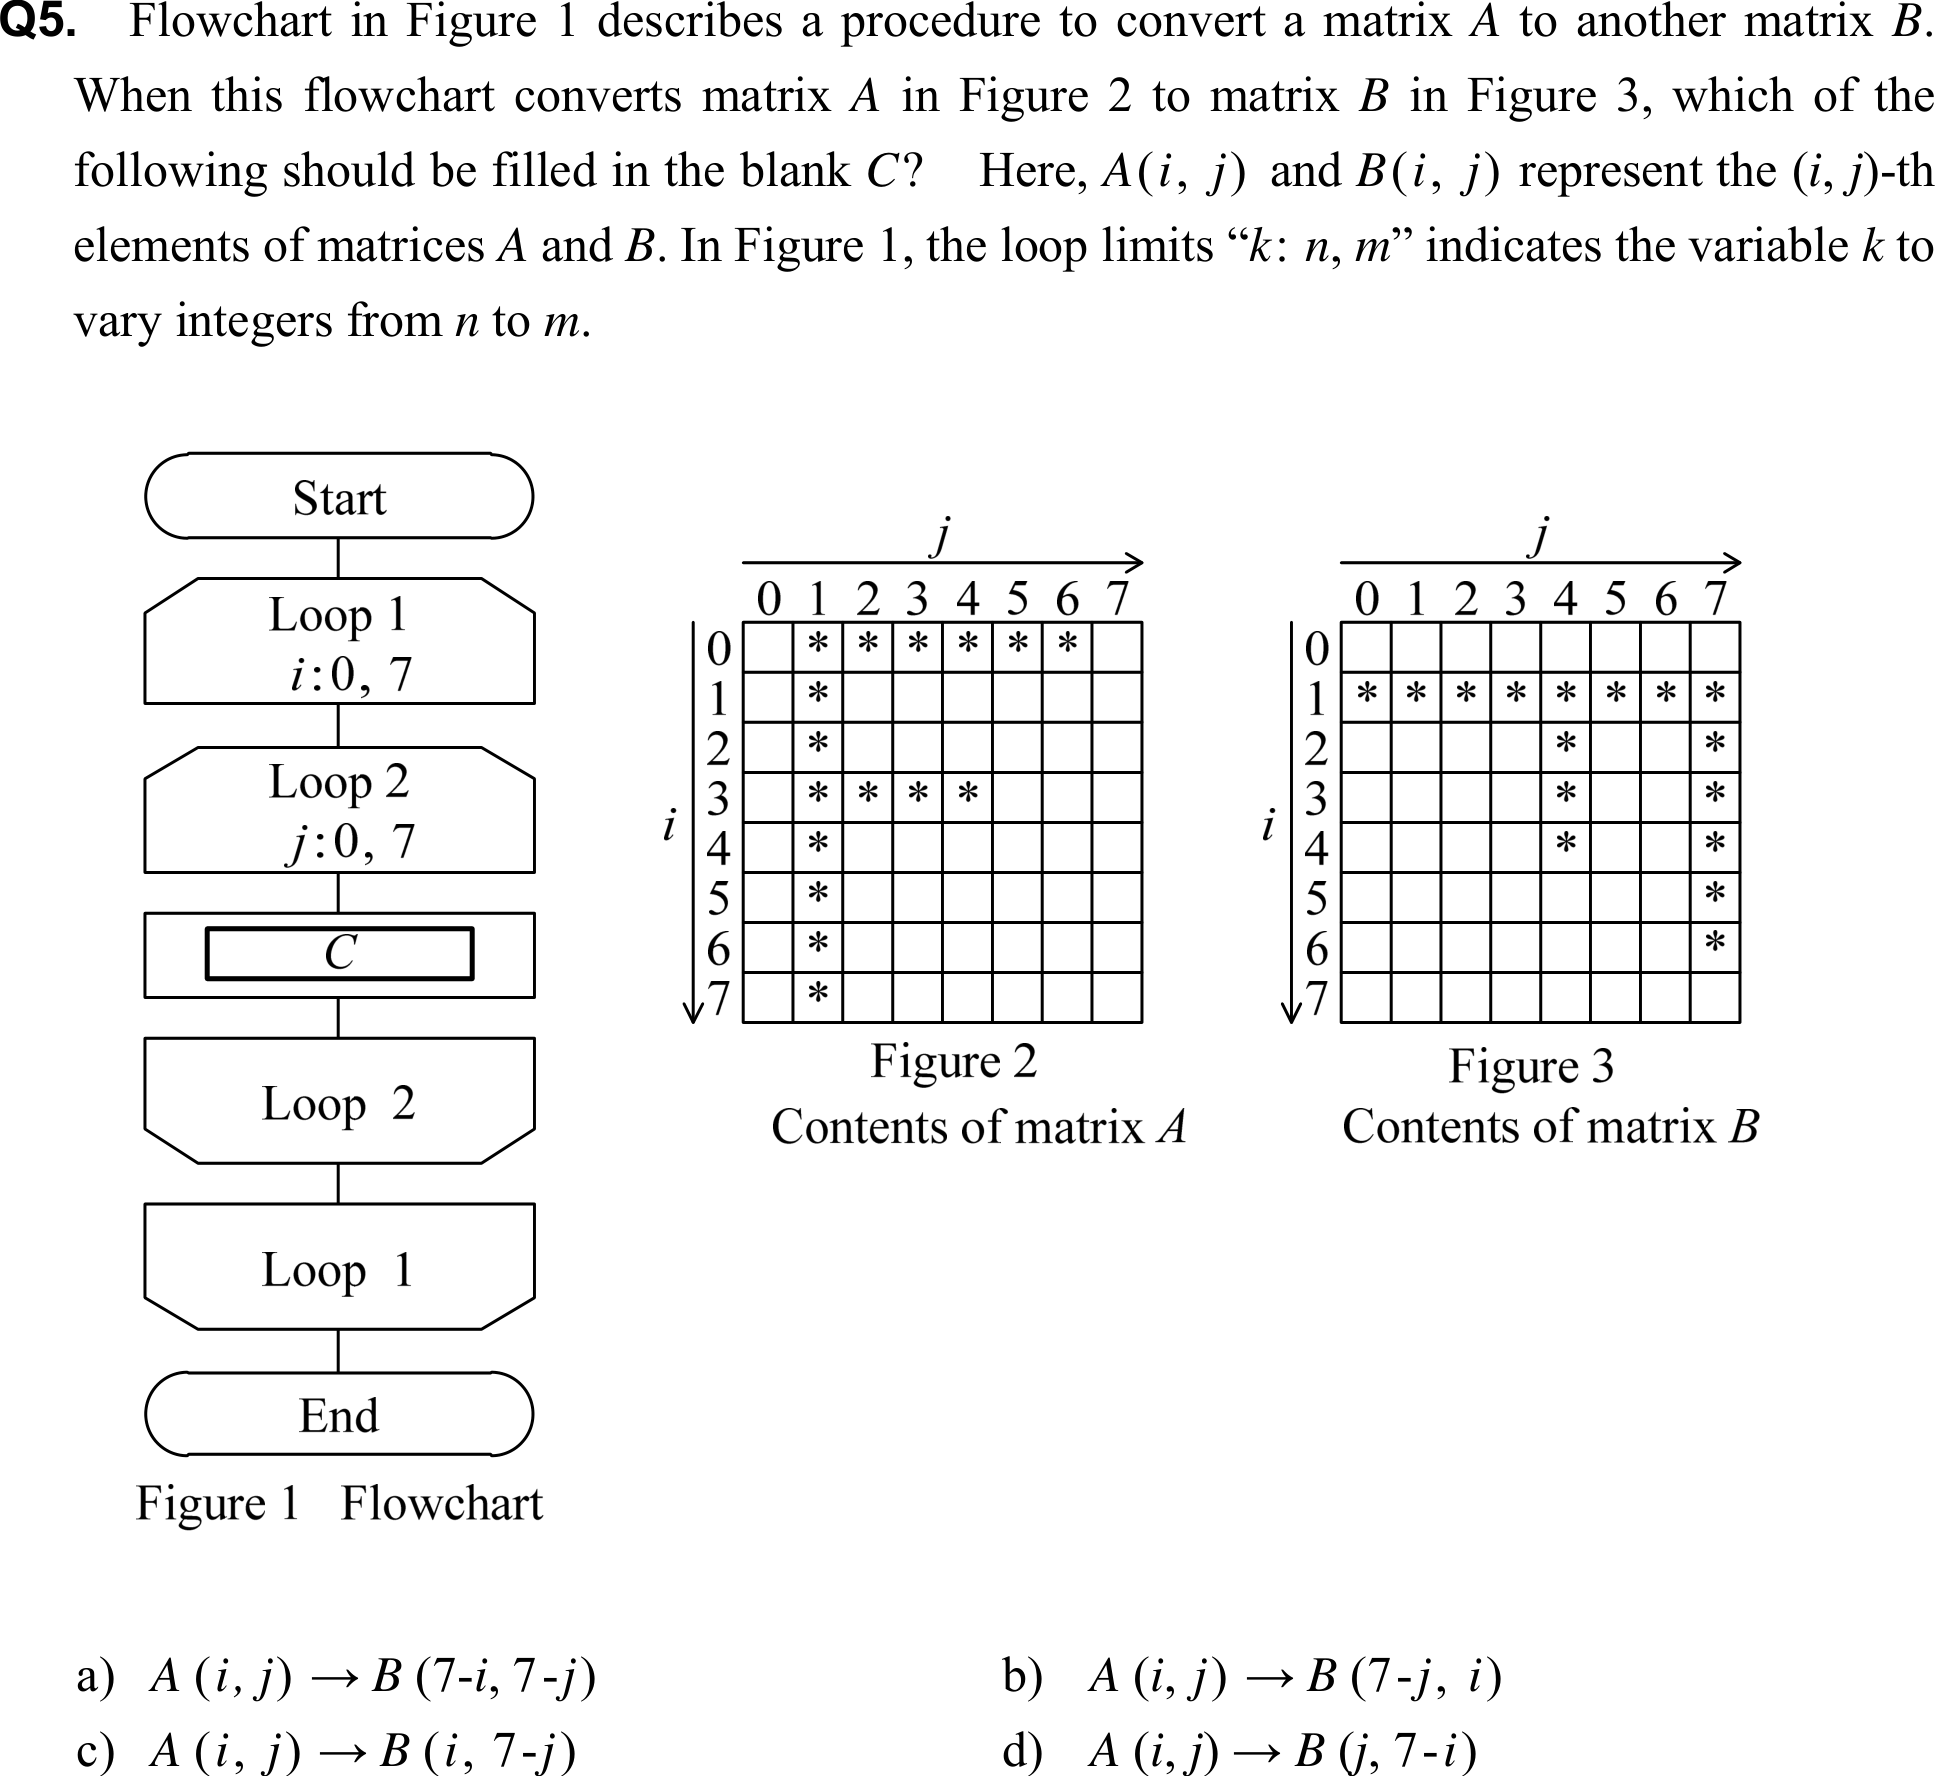 Q5. Flowchart in Figure 1 describes a procedure to convert a matrix A to another matrix B.
When this flowchart converts matrix A in Figure 2 to matrix B in Figure 3, which of the
following should be filled in the blank C? Here, A(i, j) and B(i, j) represent the (i, j)-th
elements of matrices A and B. In Figure 1, the loop limits “k: n, m” indicates the variable k to
vary integers from n to m.
Start
Loop 1
i:0, 7
Loop 2
j:0, 7
C
Loop 2
Loop 1
End
Figure 1 Flowchart
j
0 1 2 3 4 5 6 7
i
0 * * * * * *
1 *
2 *
3 * * * *
4 *
5 *
6 *
7 *
Figure 2
Contents of matrix A
j
0 1 2 3 4 5 6 7
i
0
1 * * * * * * * *
2 * *
3 * *
4 * *
5 *
6 *
7
Figure 3
Contents of matrix B
a) A (i, j) → B (7-i, 7-j)
b) A (i, j) → B (7-j, i)
c) A (i, j) → B (i, 7-j)
d) A (i, j) → B (j, 7-i)